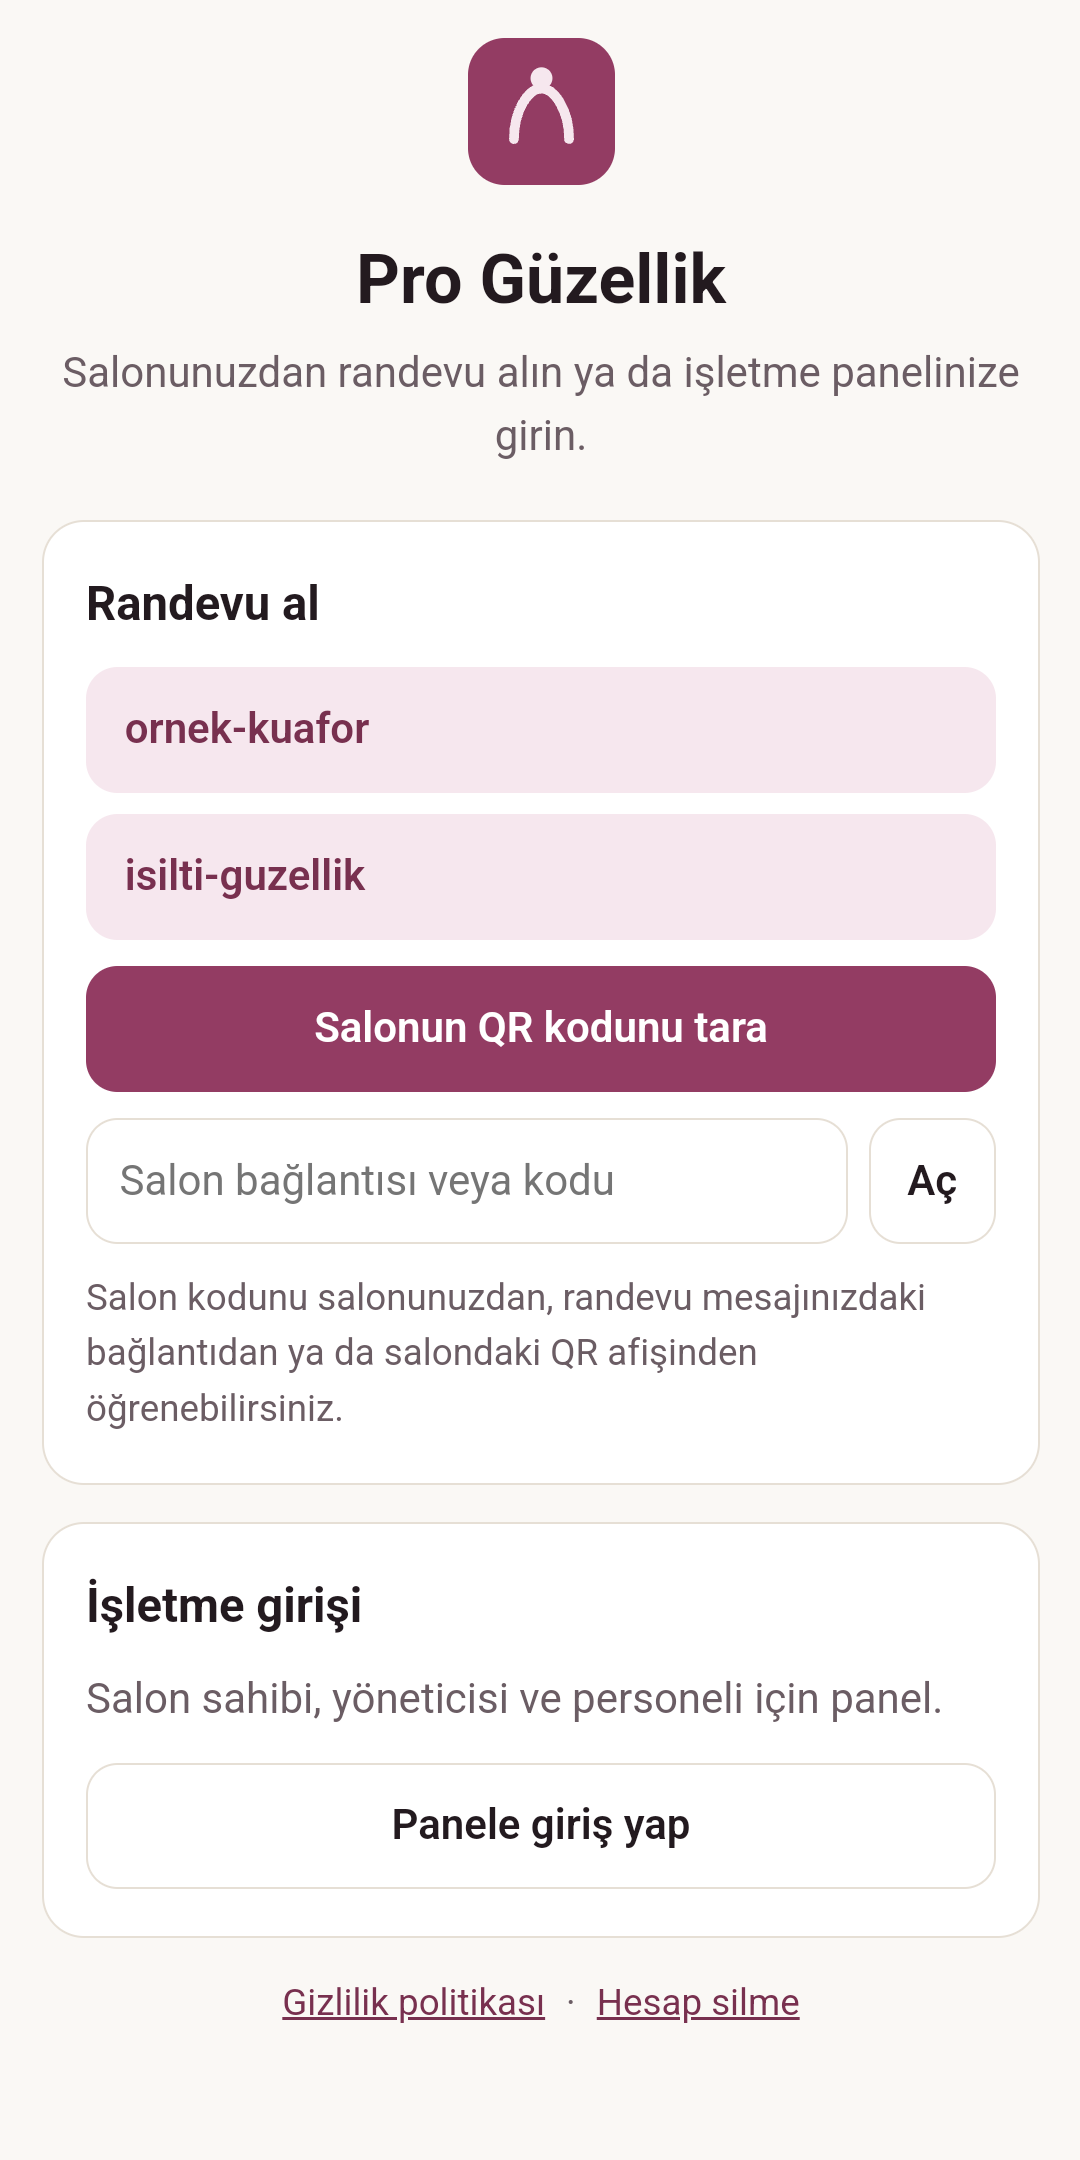 Pro Güzellik
Salonunuzdan randevu alın ya da işletme panelinize
girin.
Randevu al
ornek-kuafor
isilti-guzellik
Salonun QR kodunu tara
Salon bağlantısı veya kodu
Aç
Salon kodunu salonunuzdan, randevu mesajınızdaki
bağlantıdan ya da salondaki QR afişinden
öğrenebilirsiniz.
İşletme girişi
Salon sahibi, yöneticisi ve personeli için panel.
Panele giriş yap
Gizlilik politikası · Hesap silme